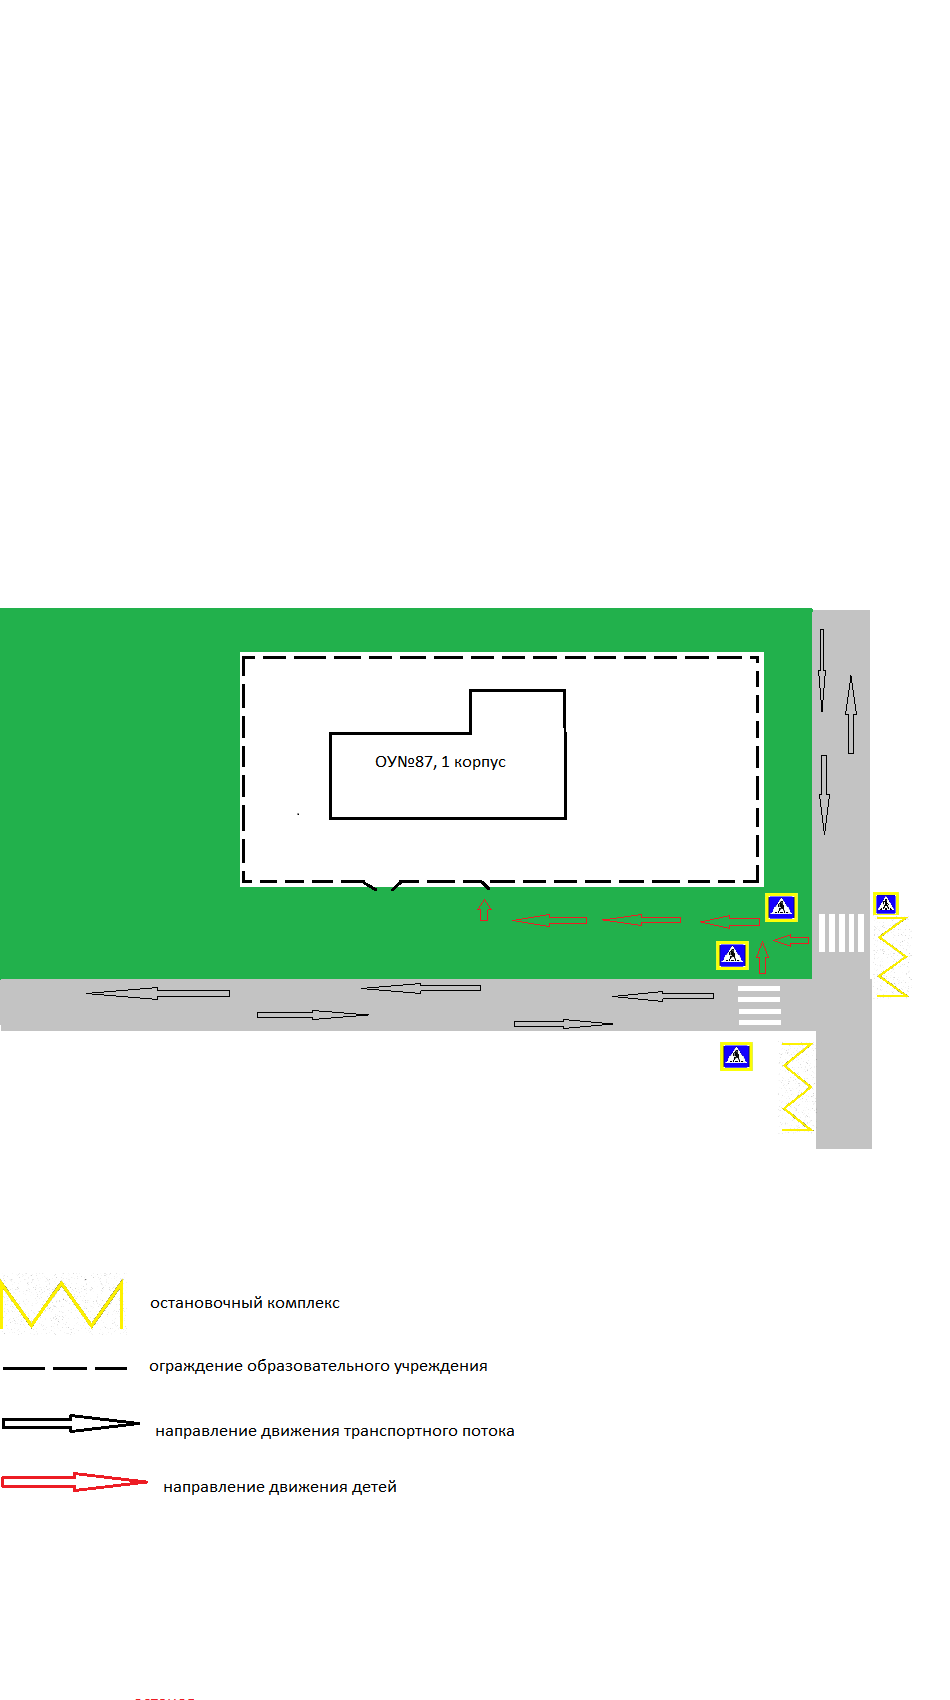 ОУ№87, 1 корпус
остановочный комплекс
ограждение образовательного учреждения
направление движения транспортного потока
направление движения детей